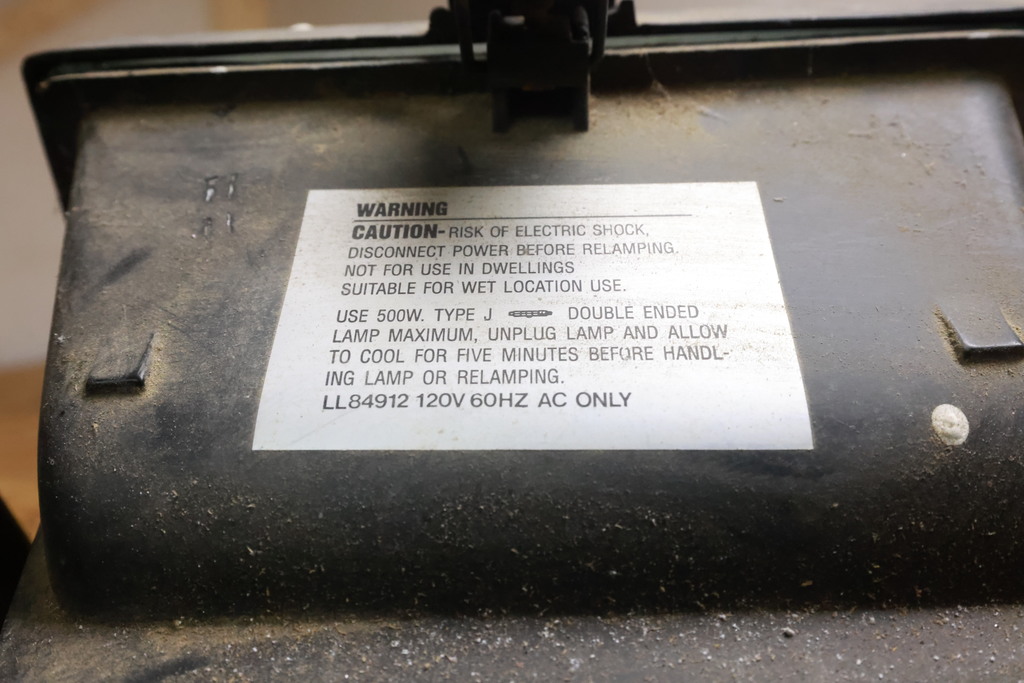 WARNING
CAUTION- RISK OF ELECTRIC SHOCK,
DISCONNECT POWER BEFORE RELAMPING.
NOT FOR USE IN DWELLINGS
SUITABLE FOR WET LOCATION USE.
USE 500W. TYPE J DOUBLE ENDED
LAMP MAXIMUM, UNPLUG LAMP AND ALLOW
TO COOL FOR FIVE MINUTES BEFORE HANDL-
ING LAMP OR RELAMPING.
LL84912 120V 60HZ AC ONLY